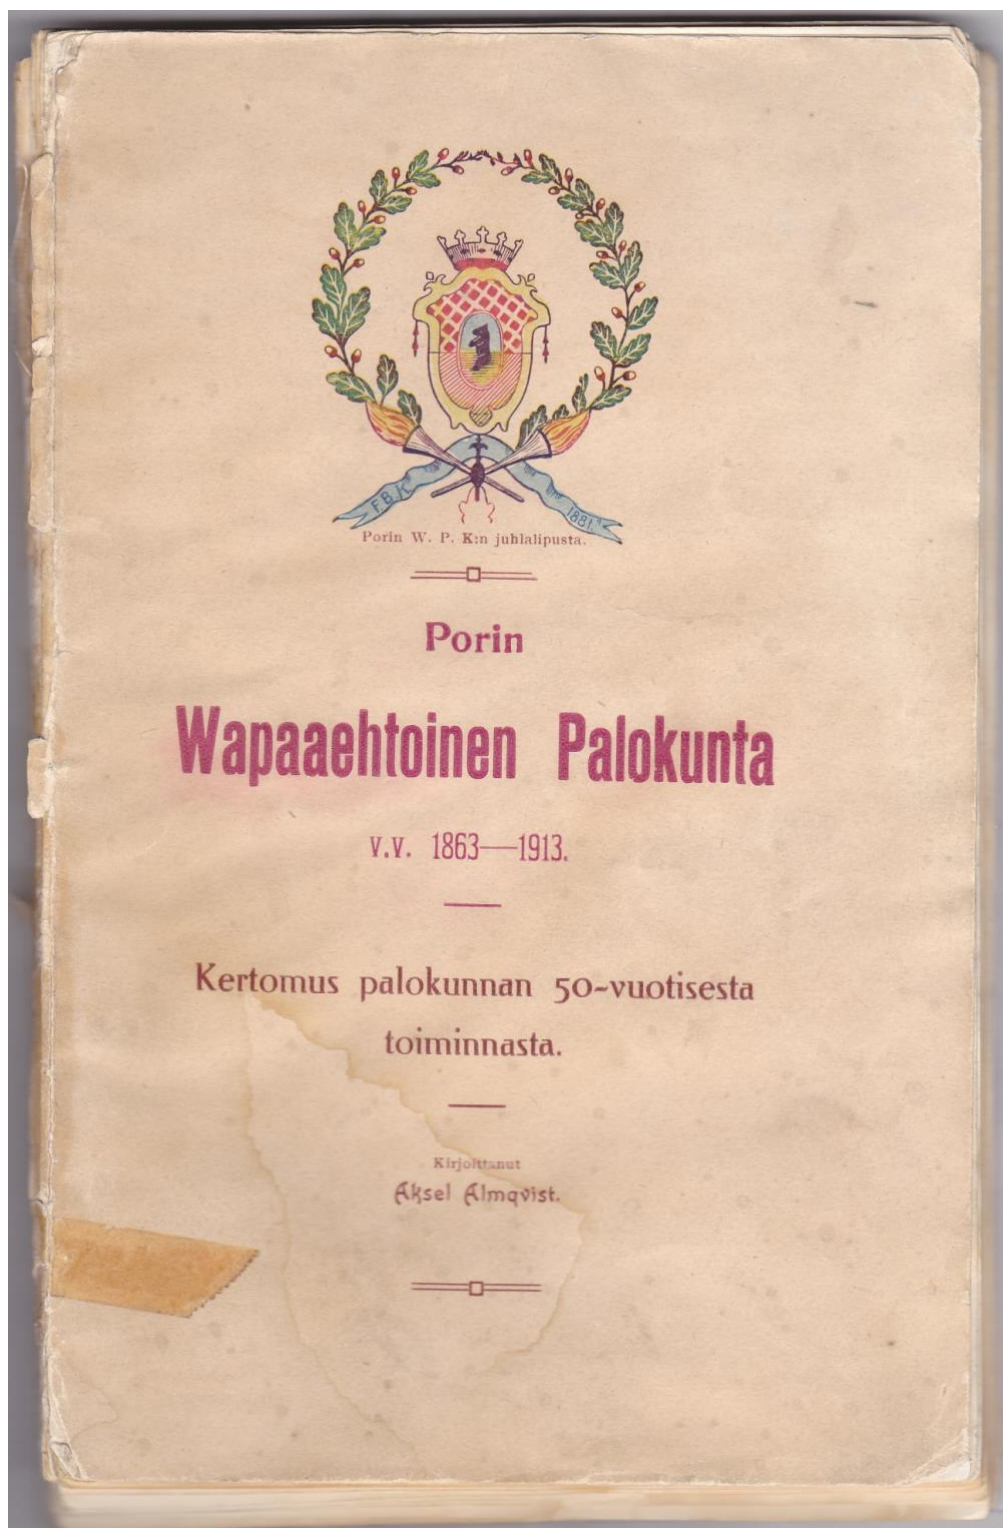 F.B.K.
1881.
Porin W. P. K:n juhlalipusta.
Porin
Wapaaehtoinen Palokunta
v.v. 1863—1913.
Kertomus palokunnan 50-vuotisesta
toiminnasta.
Kirjoittanut
Aksel Almqvist.